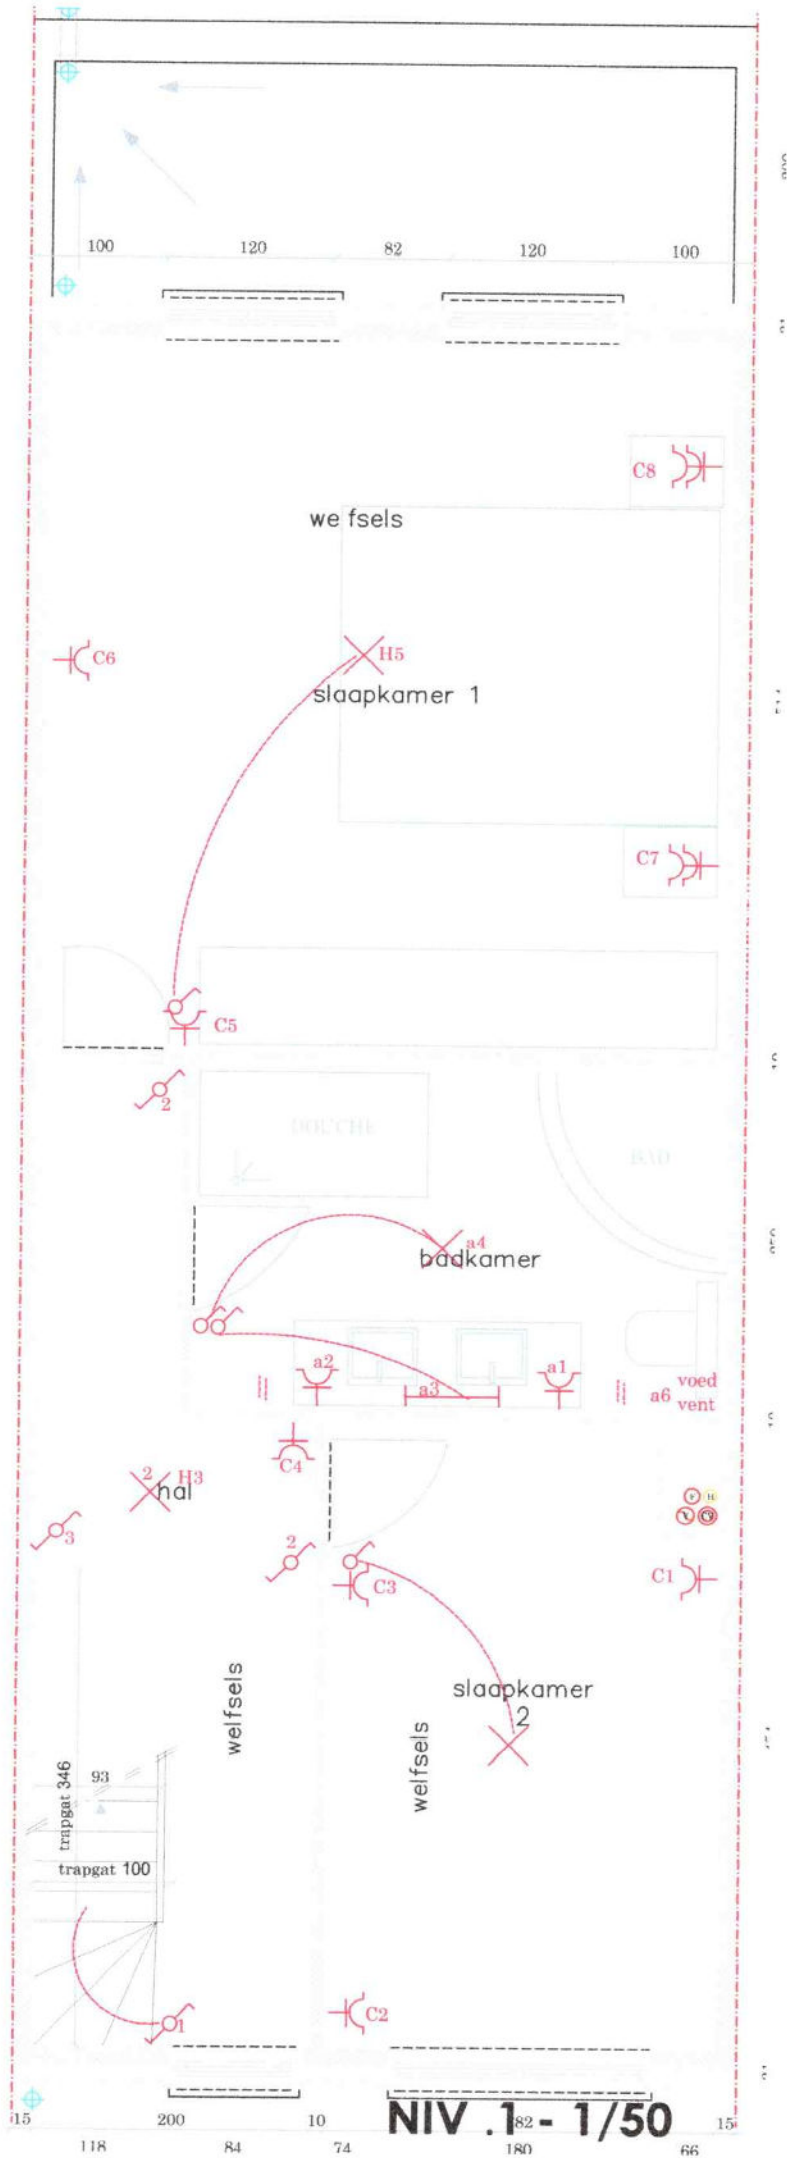 100 120 82 120 100
C8
we fsels
C6
H5
slaapkamer 1
C7
C5
2
DOUCHE
BAD
a4
badkamer
a2
a1
a3
voed
a6
vent
C4
2 H3
hal
3
2
C3
C1
F H
welfsels
slaapkamer
2
welfsels
trapgat 346
93
trapgat 100
1
C2
15 200 10 82 15
NIV .1 - 1/50
118 84 74 180 66